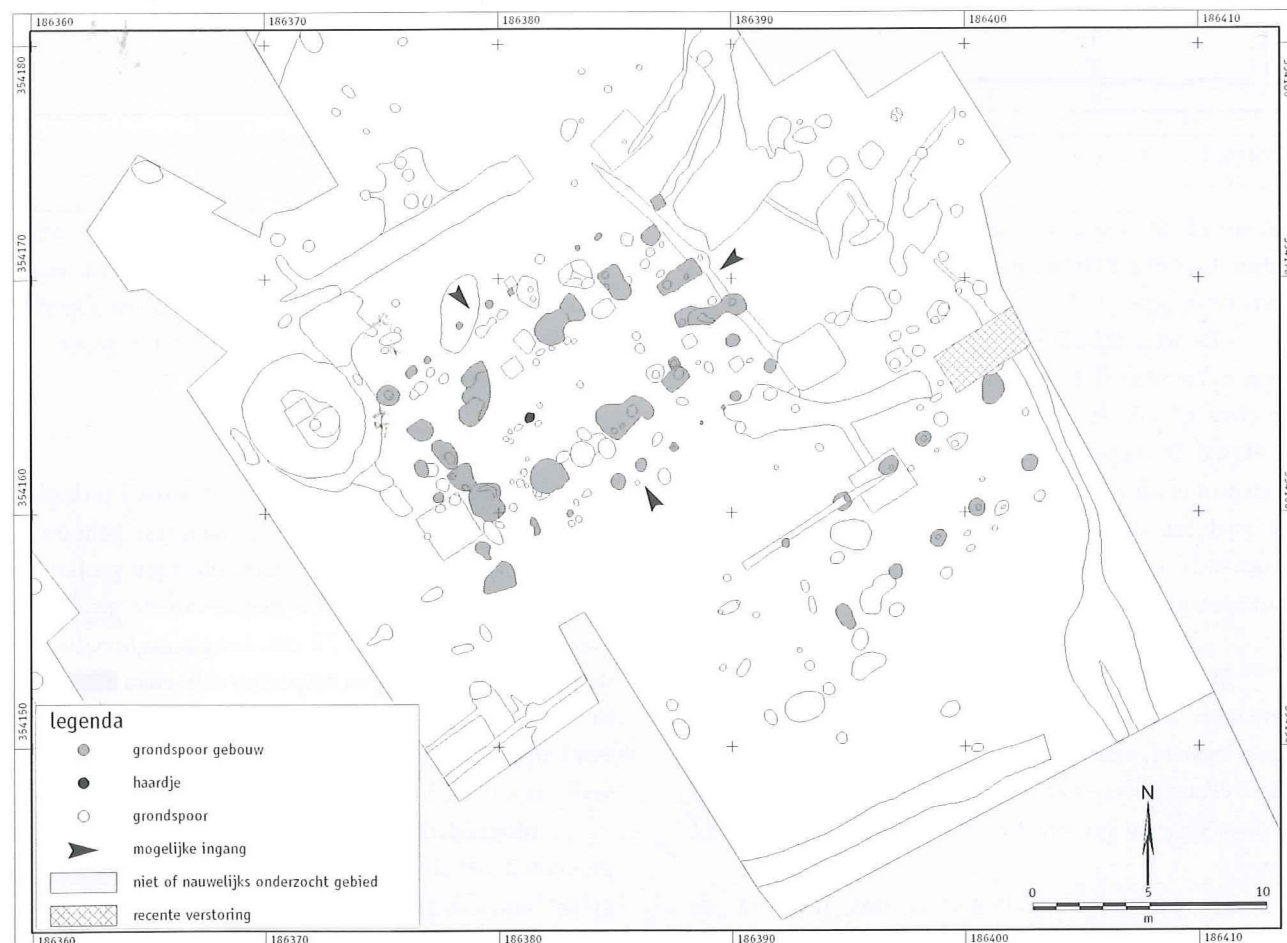 186360 186370 186380 186390 186400 186410
354180
354170
354160
354150
legenda
grondspoor gebouw
haardje
grondspoor
mogelijke ingang
niet of nauwelijks onderzocht gebied
recente verstoring
N
0 5 10
m
186360 186370 186380 186390 186400 186410